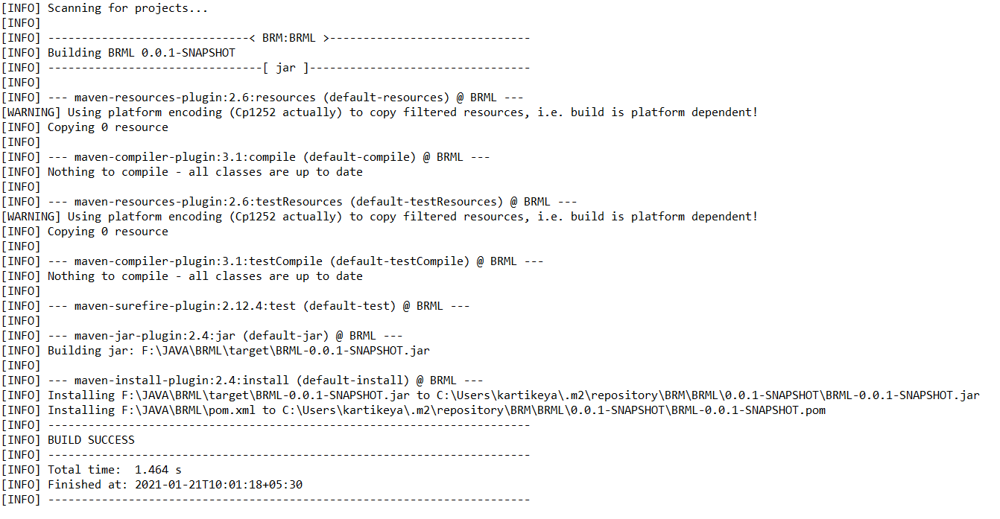 [INFO] Scanning for projects...
[INFO]
[INFO] ------------------------------< BRM:BRML >------------------------------
[INFO] Building BRML 0.0.1-SNAPSHOT
[INFO] --------------------------------[ jar ]---------------------------------
[INFO]
[INFO] --- maven-resources-plugin:2.6:resources (default-resources) @ BRML ---
[WARNING] Using platform encoding (Cp1252 actually) to copy filtered resources, i.e. build is platform dependent!
[INFO] Copying 0 resource
[INFO]
[INFO] --- maven-compiler-plugin:3.1:compile (default-compile) @ BRML ---
[INFO] Nothing to compile - all classes are up to date
[INFO]
[INFO] --- maven-resources-plugin:2.6:testResources (default-testResources) @ BRML ---
[WARNING] Using platform encoding (Cp1252 actually) to copy filtered resources, i.e. build is platform dependent!
[INFO] Copying 0 resource
[INFO]
[INFO] --- maven-compiler-plugin:3.1:testCompile (default-testCompile) @ BRML ---
[INFO] Nothing to compile - all classes are up to date
[INFO]
[INFO] --- maven-surefire-plugin:2.12.4:test (default-test) @ BRML ---
[INFO]
[INFO] --- maven-jar-plugin:2.4:jar (default-jar) @ BRML ---
[INFO] Building jar: F:\JAVA\BRML\target\BRML-0.0.1-SNAPSHOT.jar
[INFO]
[INFO] --- maven-install-plugin:2.4:install (default-install) @ BRML ---
[INFO] Installing F:\JAVA\BRML\target\BRML-0.0.1-SNAPSHOT.jar to C:\Users\kartikeya\.m2\repository\BRM\BRML\0.0.1-SNAPSHOT\BRML-0.0.1-SNAPSHOT.jar
[INFO] Installing F:\JAVA\BRML\pom.xml to C:\Users\kartikeya\.m2\repository\BRM\BRML\0.0.1-SNAPSHOT\BRML-0.0.1-SNAPSHOT.pom
[INFO] ------------------------------------------------------------------------
[INFO] BUILD SUCCESS
[INFO] ------------------------------------------------------------------------
[INFO] Total time:  1.464 s
[INFO] Finished at: 2021-01-21T10:01:18+05:30
[INFO] ------------------------------------------------------------------------